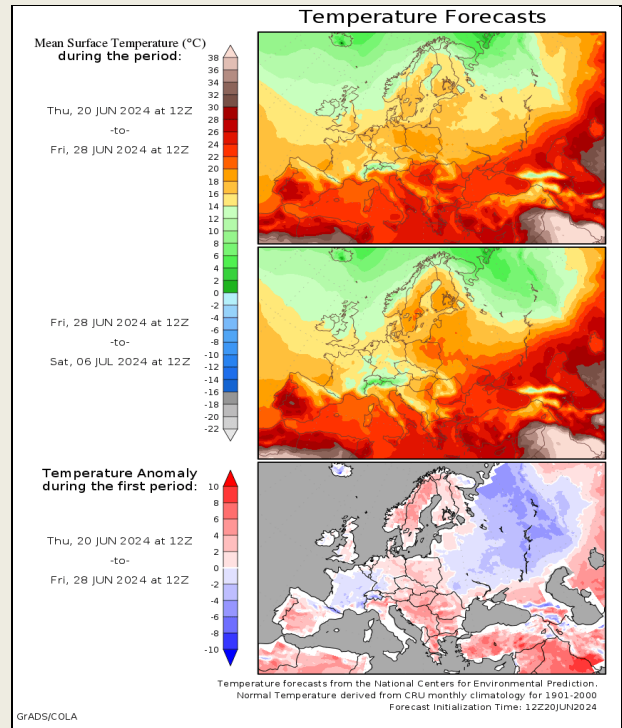 Temperature Forecasts
Mean Surface Temperature (°C)
during the period:
Thu, 20 JUN 2024 at 12Z
-to-
Fri, 28 JUN 2024 at 12Z
38
36
34
32
30
28
26
24
22
20
18
16
14
12
10
8
6
4
2
0
-2
-4
-6
-8
-10
-12
-14
-16
-18
-20
-22
Fri, 28 JUN 2024 at 12Z
-to-
Sat, 06 JUL 2024 at 12Z
Temperature Anomaly
during the first period:
Thu, 20 JUN 2024 at 12Z
-to-
Fri, 28 JUN 2024 at 12Z
10
8
6
4
2
0
-2
-4
-6
-8
-10
Temperature forecasts from the National Centers for Environmental Prediction.
Normal Temperature derived from CRU monthly climatology for 1901-2000
Forecast Initialization Time: 12Z20JUN2024
GrADS/COLA